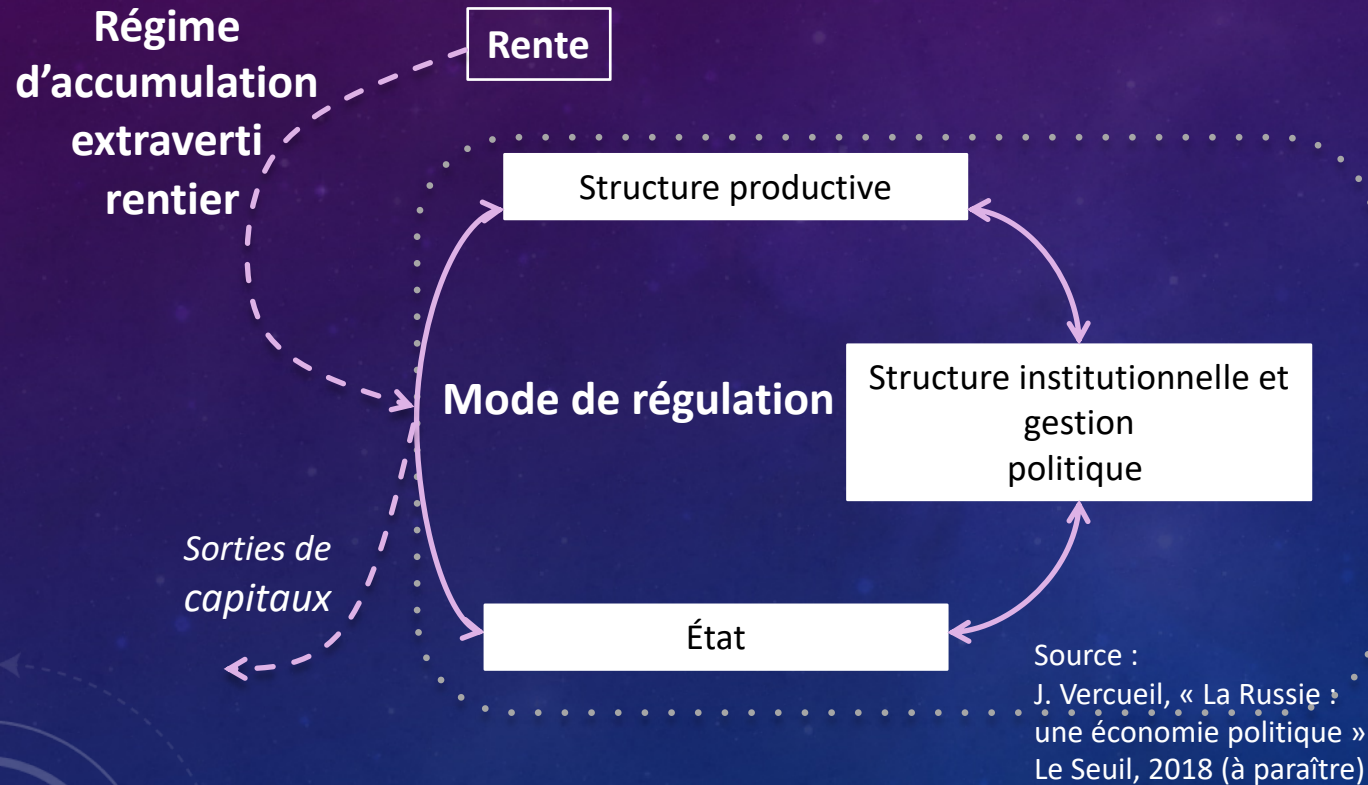 Régime
d’accumulation
extraverti
rentier
Rente
Structure productive
Mode de régulation
Structure institutionnelle et
gestion
politique
Sorties de
capitaux
État
Source :
J. Vercueil, « La Russie :
une économie politique »
Le Seuil, 2018 (à paraître)